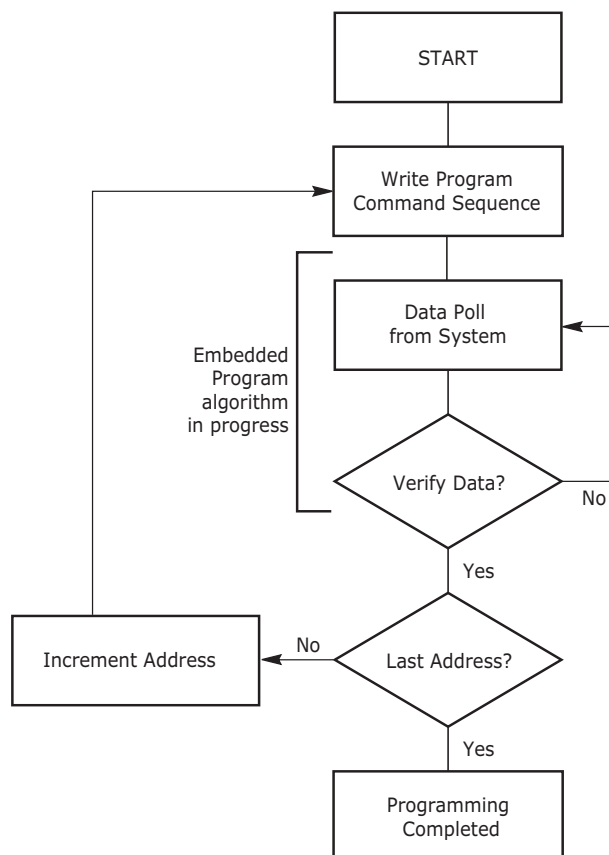 START
Write Program
Command Sequence
Data Poll
from System
Embedded
Program
algorithm
in progress
Verify Data?
No
Yes
Increment Address
No
Last Address?
Yes
Programming
Completed